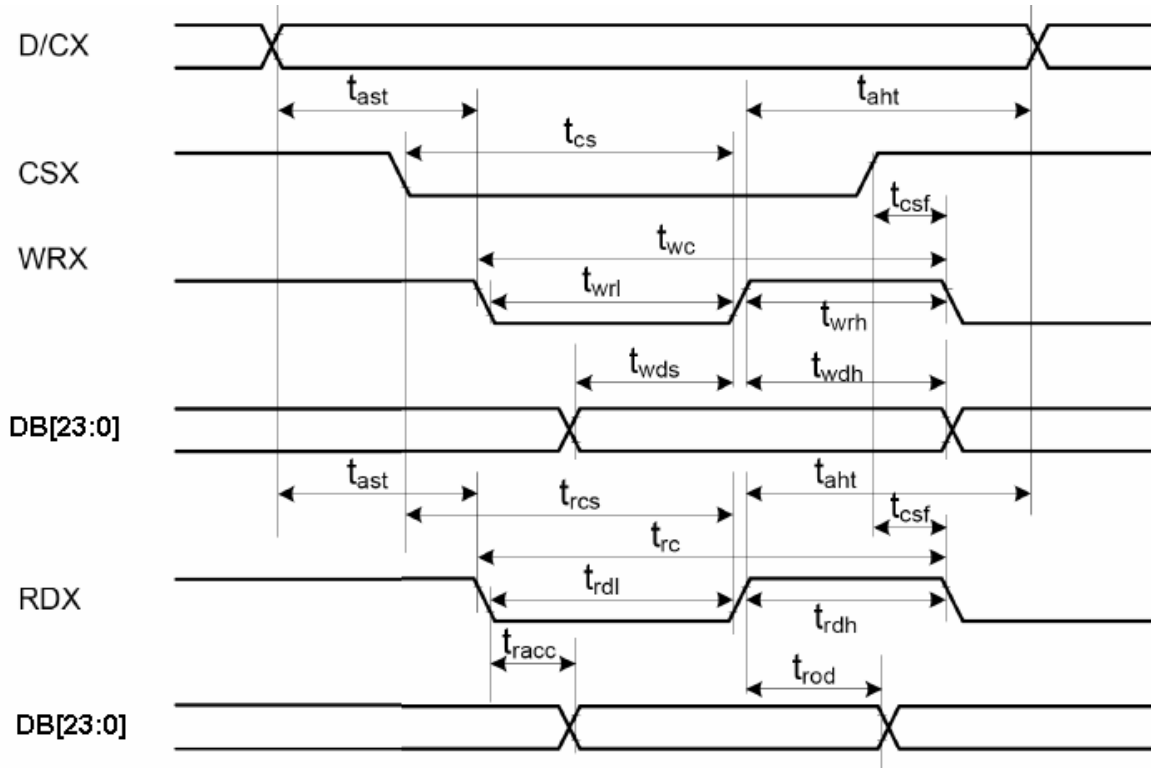 D/CX
tast
taht
tcs
CSX
tcsf
WRX
twc
twrl
twrh
twds
twdh
DB[23:0]
tast
taht
trcs
tcsf
trc
RDX
trdl
trdh
tracc
trod
DB[23:0]